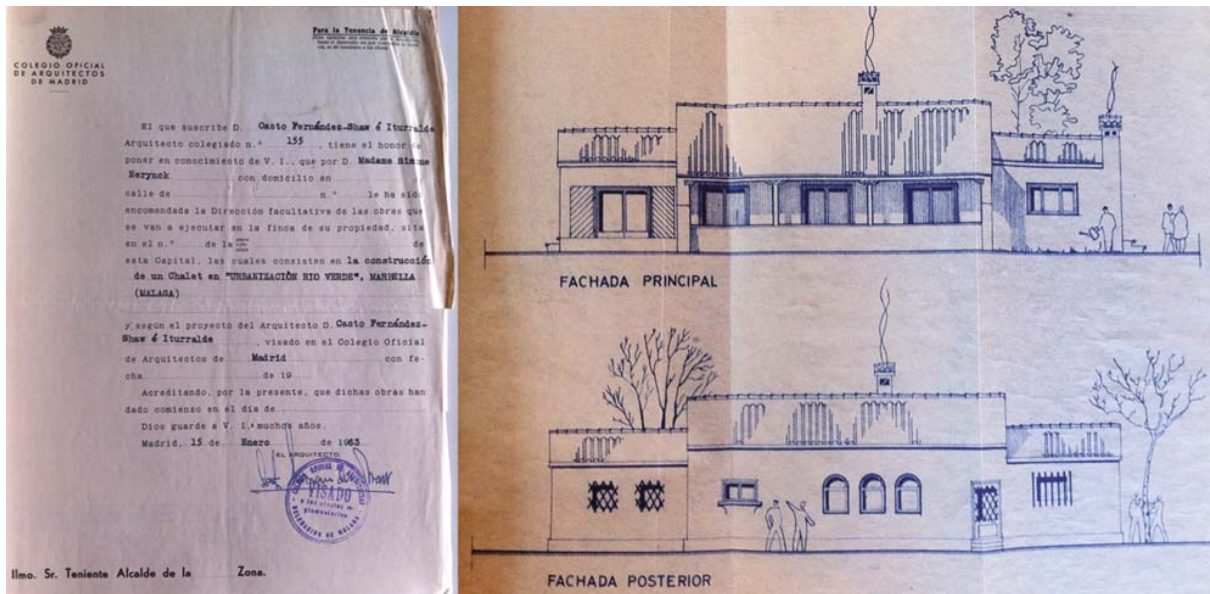 COLEGIO OFICIAL
DE ARQUITECTOS
DE MADRID
Para la Tenencia de Alcaldía
El que suscribe D. Casto Fernández-Shaw é Iturralde
Arquitecto colegiado n.º 155, tiene el honor de
poner en conocimiento de V. I., que por D. Madame Simone
Nerynck con domicilio en
calle de n.º le ha sido
encomendada la Dirección facultativa de las obras que
se van a ejecutar en la finca de su propiedad, sita
en el n.º de la de
esta Capital, las cuales consisten en la construcción
de un Chalet en "URBANIZACIÓN RIO VERDE", MARBELLA
(MALAGA)
y según el proyecto del Arquitecto D. Casto Fernández-
Shaw é Iturralde, visado en el Colegio Oficial
de Arquitectos de Madrid con fe-
cha de 19
Acreditando, por la presente, que dichas obras han
dado comienzo en el día de
Dios guarde a V. I. muchos años.
Madrid, 15 de Enero de 1963
EL ARQUITECTO
VISADO
DELEGACION DE MALAGA
Ilmo. Sr. Teniente Alcalde de la Zona.
FACHADA PRINCIPAL
FACHADA POSTERIOR